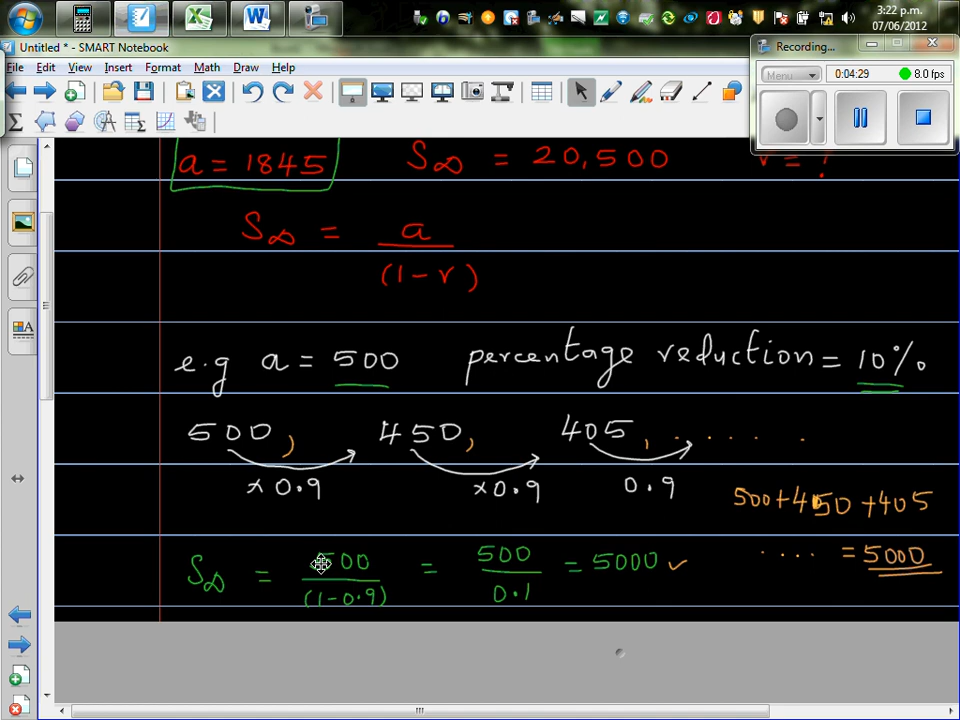 3:22 p.m.
07/06/2012
Untitled * - SMART Notebook
Recording...
File Edit View Insert Format Math Draw Help
Menu 0:04:29 8.0 fps
a = 1845 S∞ = 20,500 r = ?
S∞ = a
(1 - r)
e.g a = 500 percentage reduction = 10%
500, 450, 405, . . . . .
×0.9 ×0.9 0.9
500+450+405
S∞ = 500 = 500 = 5000 ✓ .... = 5000
(1-0.9) 0.1